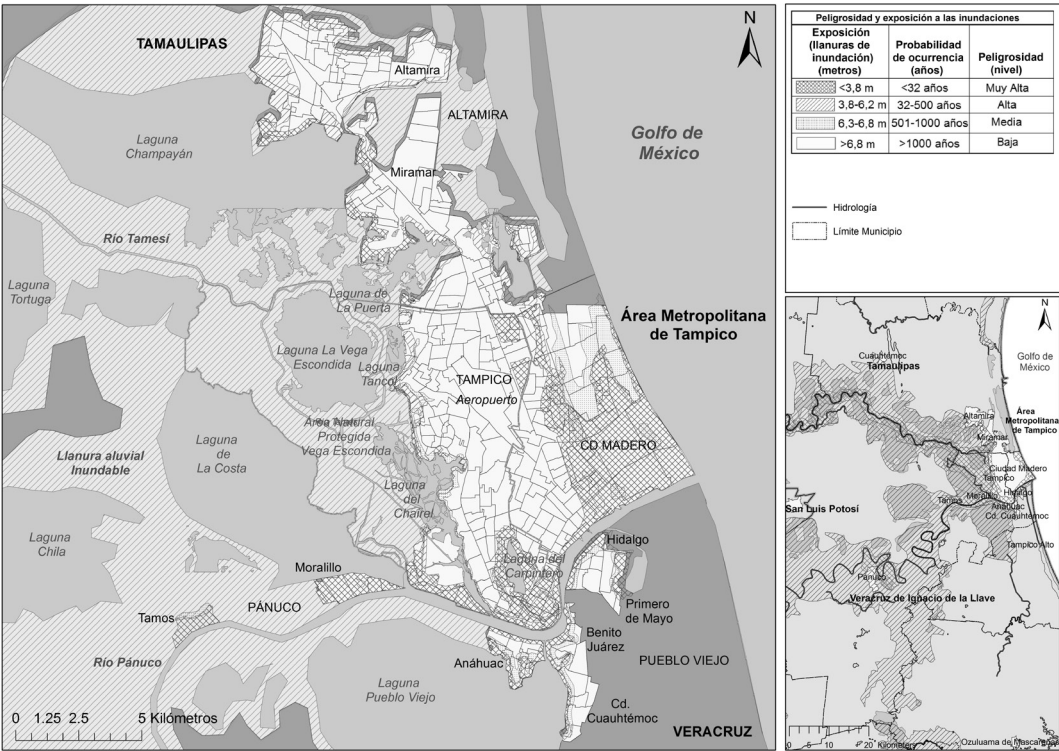 TAMAULIPAS
N
Altamira
ALTAMIRA
Laguna
Champayán
Golfo de
México
Miramar
Río Tamesí
Laguna
Tortuga
Laguna de
La Puerta
Área Metropolitana
de Tampico
Laguna La Vega
Escondida
Laguna
Tancol
TAMPICO
Aeropuerto
Área Natural
Protegida
Vega Escondida
CD MADERO
Llanura aluvial
Inundable
Laguna
de
La Costa
Laguna
del
Chairel
Laguna
Chila
Hidalgo
Laguna del
Carpintero
Moralillo
PÁNUCO
Primero
de Mayo
Tamos
Benito
Juárez
Río Pánuco
Anáhuac
PUEBLO VIEJO
Laguna
Pueblo Viejo
Cd.
Cuauhtémoc
0 1.25 2.5 5 Kilómetros
VERACRUZ
Peligrosidad y exposición a las inundaciones
Exposición
(llanuras de
inundación)
(metros)
Probabilidad
de ocurrencia
(años)
Peligrosidad
(nivel)
<3,8 m <32 años Muy Alta
3,8-6,2 m 32-500 años Alta
6,3-6,8 m 501-1000 años Media
>6,8 m >1000 años Baja
Hidrología
Límite Municipio
N
Cuauhtémoc
Tamaulipas
Golfo de
México
Altamira
Área
Metropolitana
de Tampico
Miramar
Ciudad Madero
Tampico
Tamos
Moralillo
Hidalgo
Anáhuac
Cd. Cuauhtémoc
San Luis Potosí
Tampico Alto
Pánuco
Veracruz de Ignacio de la Llave
0 5 10 20 Kilometers
Ozuluama de Mascareñas